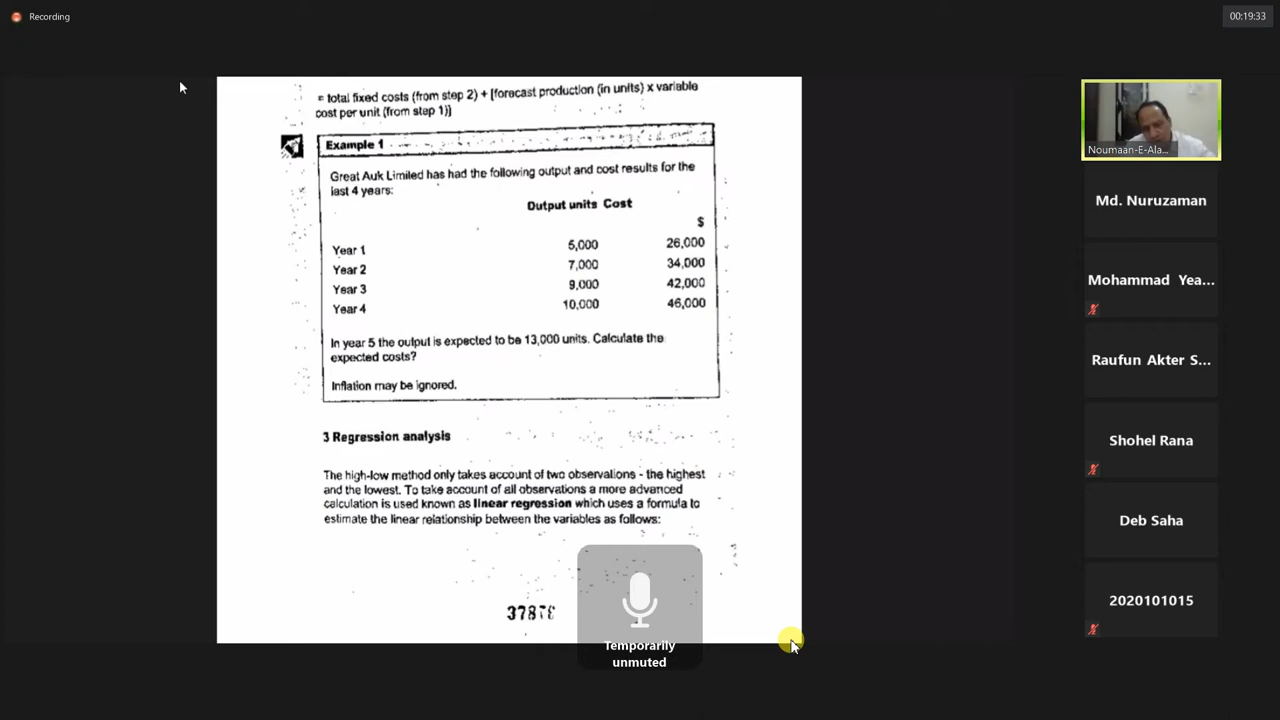 Recording
00:19:33
= total fixed costs (from step 2) + [forecast production (in units) x variable
cost per unit (from step 1)]
Example 1
Great Auk Limited has had the following output and cost results for the
last 4 years:
Output units Cost
$
Year 1 5,000 26,000
Year 2 7,000 34,000
Year 3 9,000 42,000
Year 4 10,000 46,000
In year 5 the output is expected to be 13,000 units. Calculate the
expected costs?
Inflation may be ignored.
3 Regression analysis
The high-low method only takes account of two observations - the highest
and the lowest. To take account of all observations a more advanced
calculation is used known as linear regression which uses a formula to
estimate the linear relationship between the variables as follows:
Temporarily
unmuted
Noumaan-E-Ala...
Md. Nuruzaman
Mohammad Yea...
Raufun Akter S...
Shohel Rana
Deb Saha
2020101015